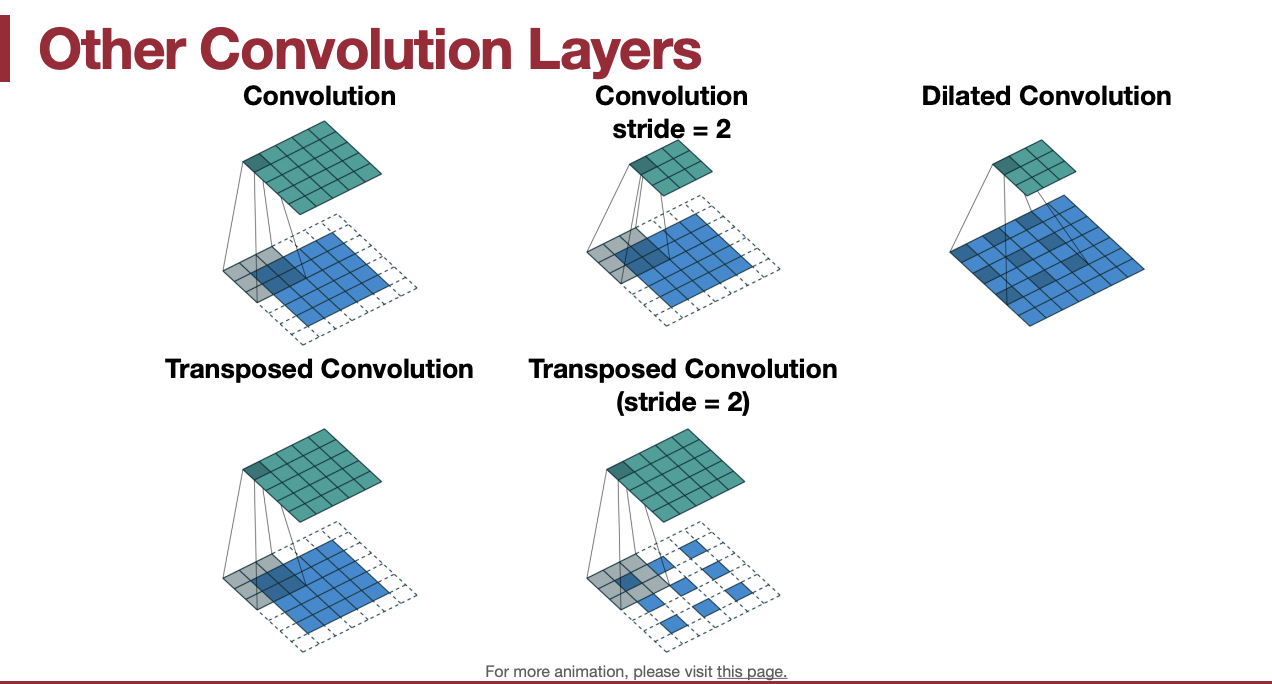 Other Convolution Layers
Convolution
Convolution
stride = 2
Dilated Convolution
Transposed Convolution
Transposed Convolution
(stride = 2)
For more animation, please visit this page.